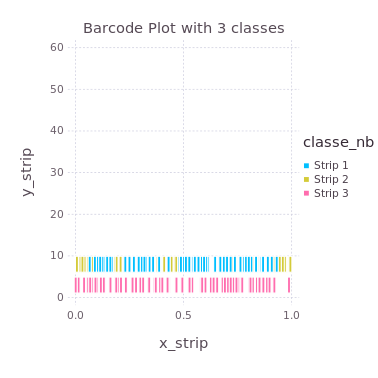 Barcode Plot with 3 classes
60
50
40
30
20
10
0
y_strip
0.0
0.5
1.0
x_strip
classe_nb
Strip 1
Strip 2
Strip 3